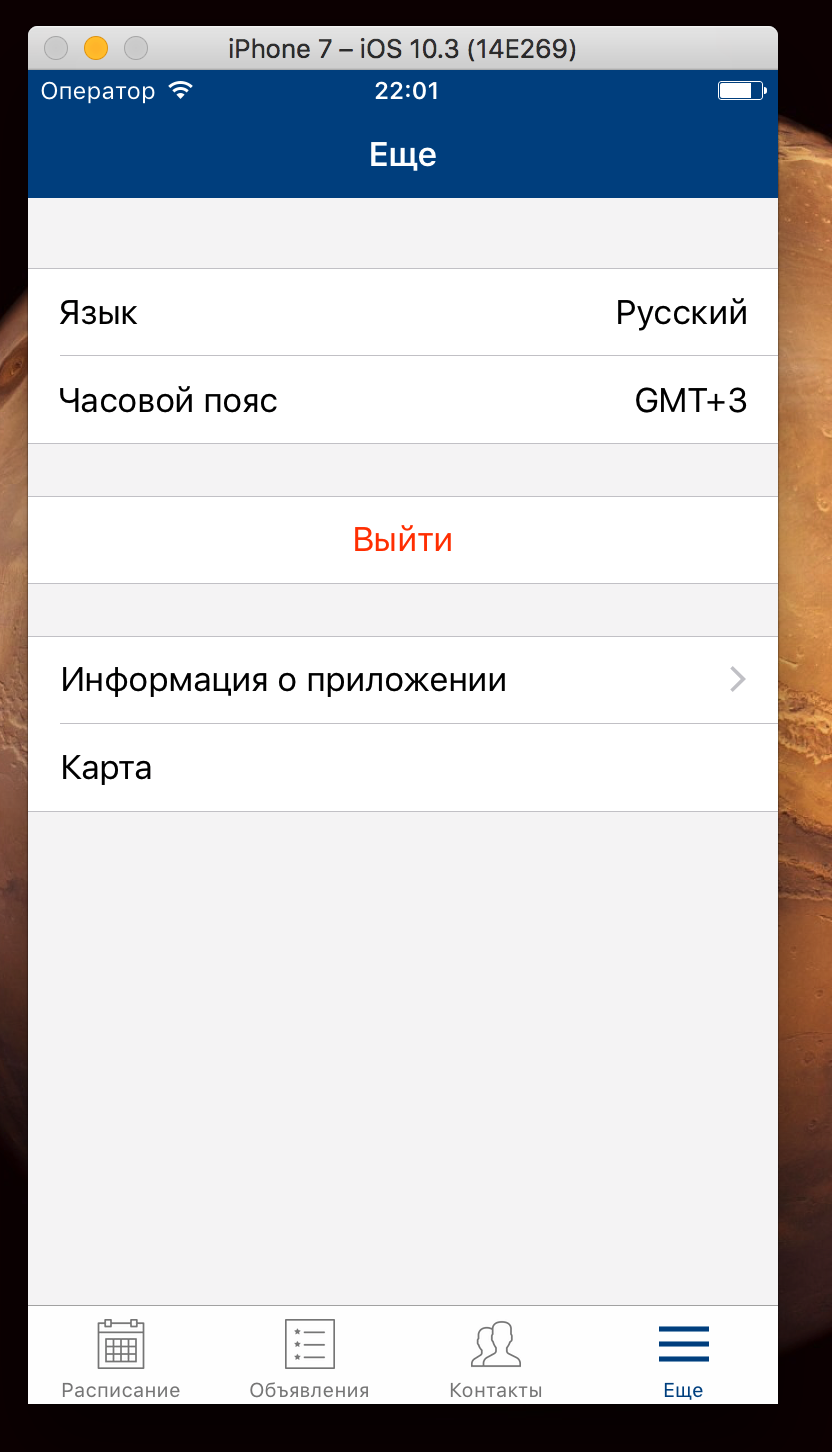 iPhone 7 – iOS 10.3 (14E269)
Оператор 22:01
Еще
Язык Русский
Часовой пояс GMT+3
Выйти
Информация о приложении
Карта
Расписание Объявления Контакты Еще